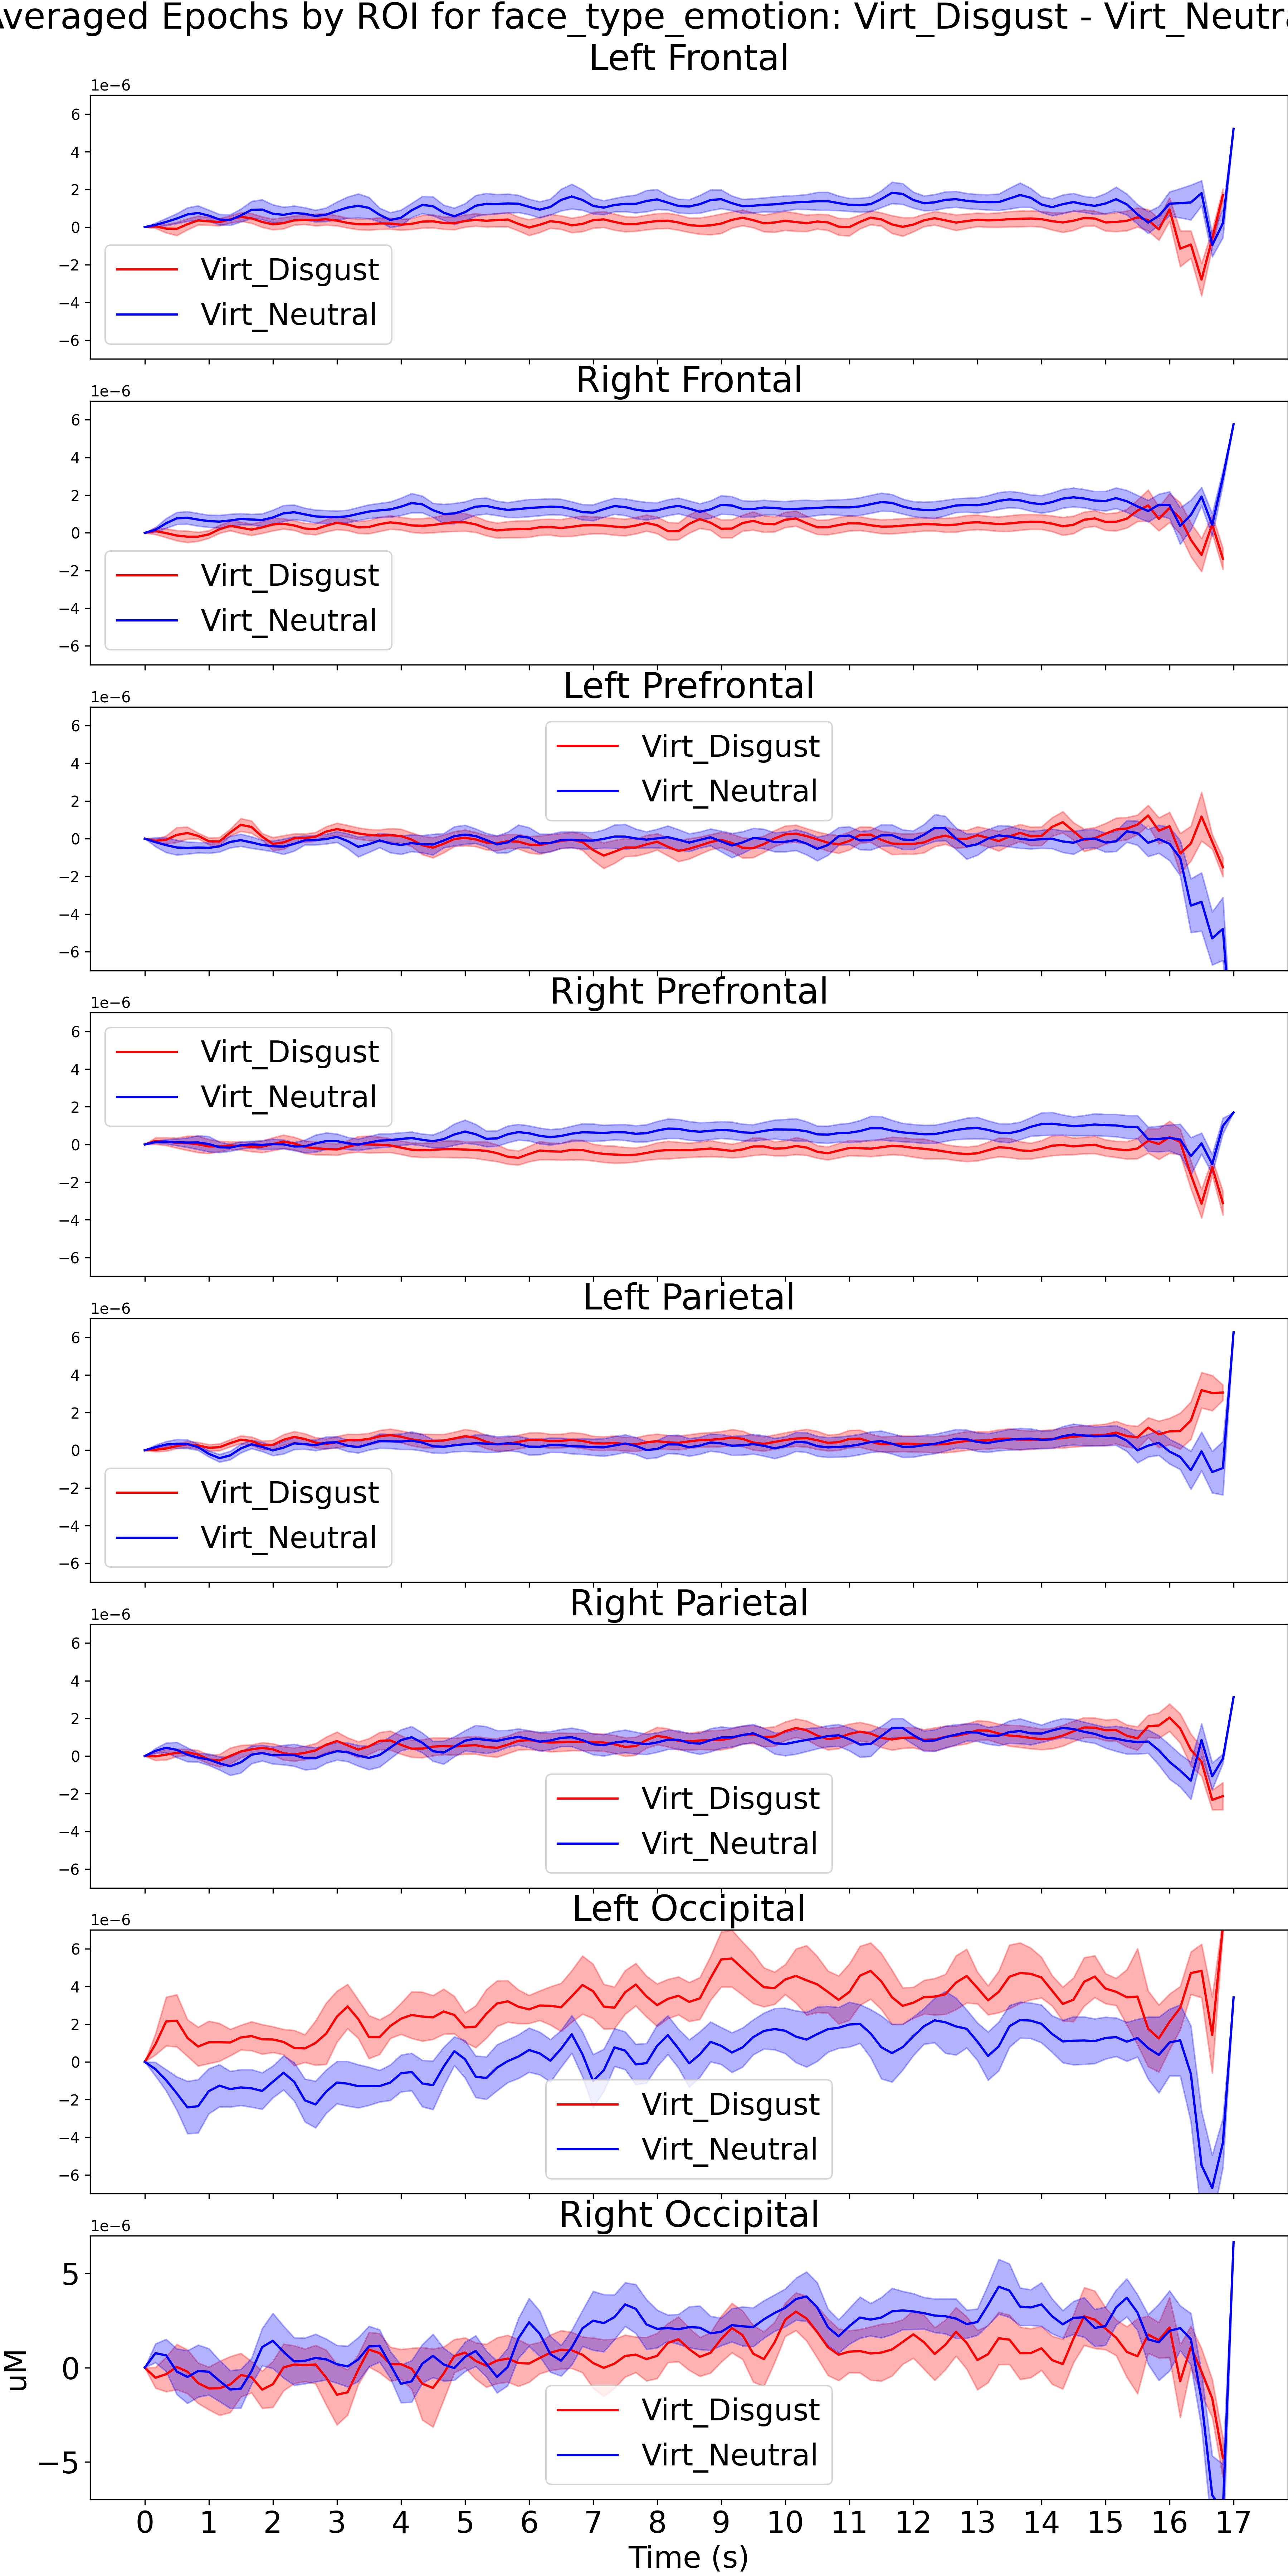 veraged Epochs by ROI for face_type_emotion: Virt_Disgust - Virt_Neutra
Left Frontal
1e−6
6
4
2
0
−2
−4
−6
Virt_Disgust
Virt_Neutral
Right Frontal
1e−6
6
4
2
0
−2
−4
−6
Virt_Disgust
Virt_Neutral
Left Prefrontal
1e−6
6
4
2
0
−2
−4
−6
Virt_Disgust
Virt_Neutral
Right Prefrontal
1e−6
6
4
2
0
−2
−4
−6
Virt_Disgust
Virt_Neutral
Left Parietal
1e−6
6
4
2
0
−2
−4
−6
Virt_Disgust
Virt_Neutral
Right Parietal
1e−6
6
4
2
0
−2
−4
−6
Virt_Disgust
Virt_Neutral
Left Occipital
1e−6
6
4
2
0
−2
−4
−6
Virt_Disgust
Virt_Neutral
Right Occipital
1e−6
5
0
−5
uM
Virt_Disgust
Virt_Neutral
0 1 2 3 4 5 6 7 8 9 10 11 12 13 14 15 16 17
Time (s)